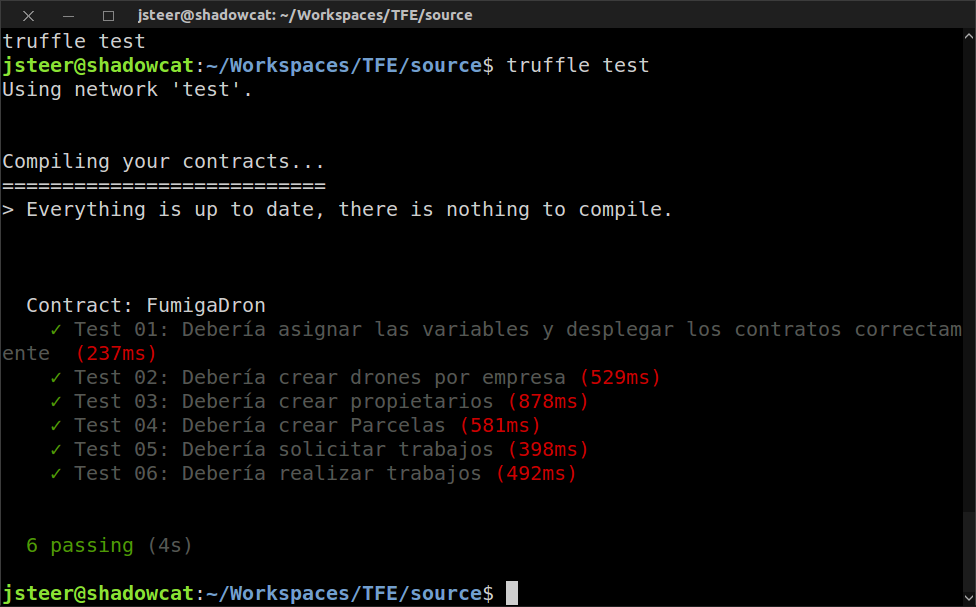 jsteer@shadowcat: ~/Workspaces/TFE/source
truffle test
jsteer@shadowcat:~/Workspaces/TFE/source$ truffle test
Using network 'test'.
Compiling your contracts...
===========================
> Everything is up to date, there is nothing to compile.
Contract: FumigaDron
✓ Test 01: Debería asignar las variables y desplegar los contratos correctam
ente  (237ms)
✓ Test 02: Debería crear drones por empresa (529ms)
✓ Test 03: Debería crear propietarios (878ms)
✓ Test 04: Debería crear Parcelas (581ms)
✓ Test 05: Debería solicitar trabajos (398ms)
✓ Test 06: Debería realizar trabajos (492ms)
6 passing (4s)
jsteer@shadowcat:~/Workspaces/TFE/source$